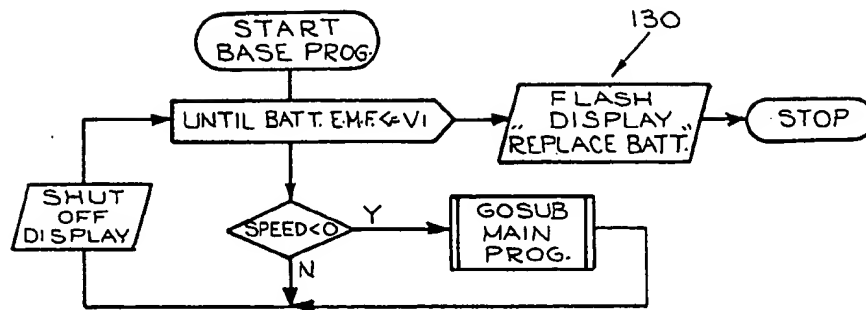 START
BASE PROG.
130
UNTIL BATT. E.M.F. <= V1
FLASH
DISPLAY
"REPLACE BATT."
STOP
SHUT
OFF
DISPLAY
SPEED<0
Y
GOSUB
MAIN
PROG.
N